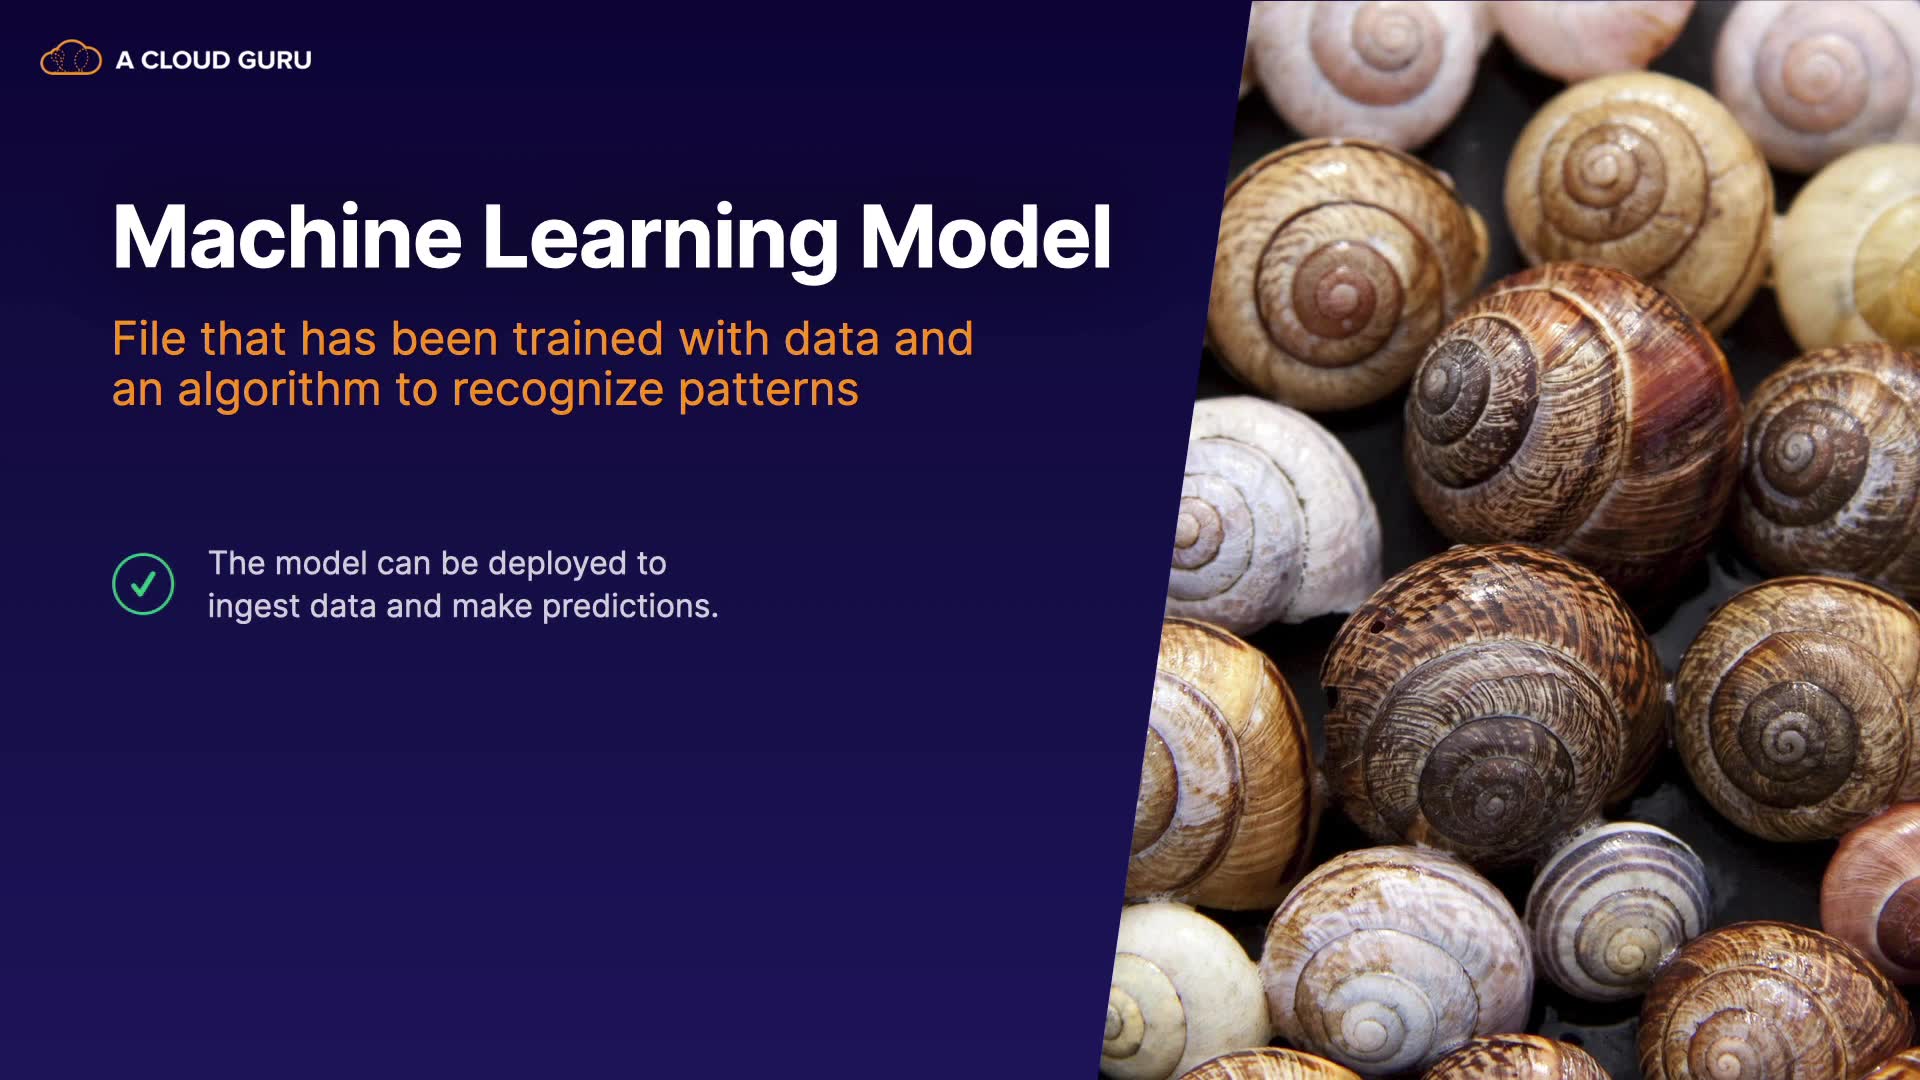 A CLOUD GURU
Machine Learning Model
File that has been trained with data and
an algorithm to recognize patterns
The model can be deployed to
ingest data and make predictions.